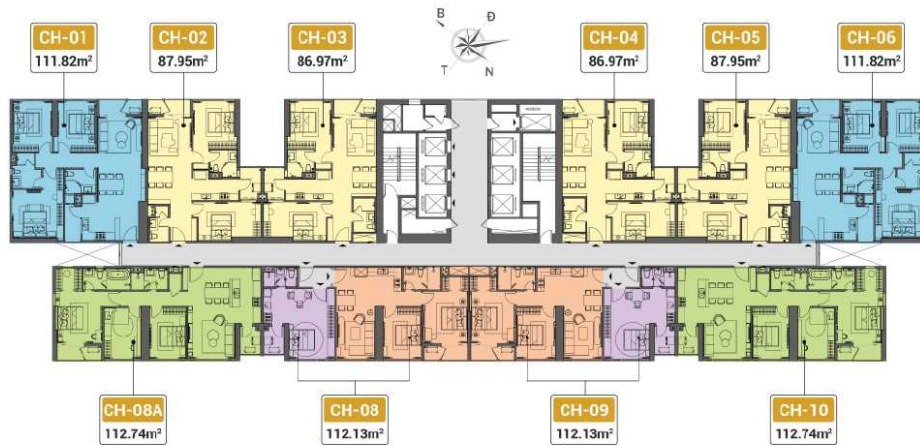 B Đ
T N
CH-01
111.82m²
CH-02
87.95m²
CH-03
86.97m²
CH-04
86.97m²
CH-05
87.95m²
CH-06
111.82m²
CH-08A
112.74m²
CH-08
112.13m²
CH-09
112.13m²
CH-10
112.74m²